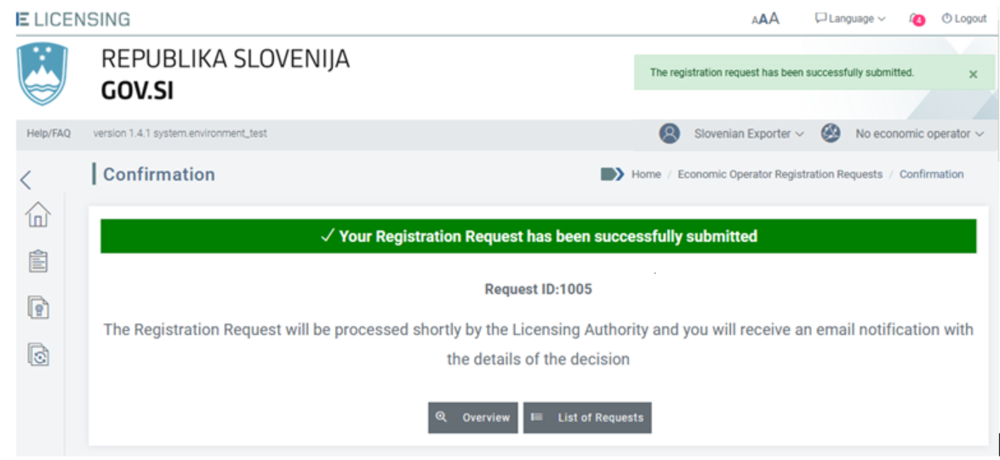 E LICENSING
AAA Language 4 Logout
REPUBLIKA SLOVENIJA
GOV.SI
The registration request has been successfully submitted. ×
Help/FAQ version 1.4.1 system.environment_test Slovenian Exporter No economic operator
Confirmation Home / Economic Operator Registration Requests / Confirmation
✓ Your Registration Request has been successfully submitted
Request ID:1005
The Registration Request will be processed shortly by the Licensing Authority and you will receive an email notification with
the details of the decision
Overview List of Requests